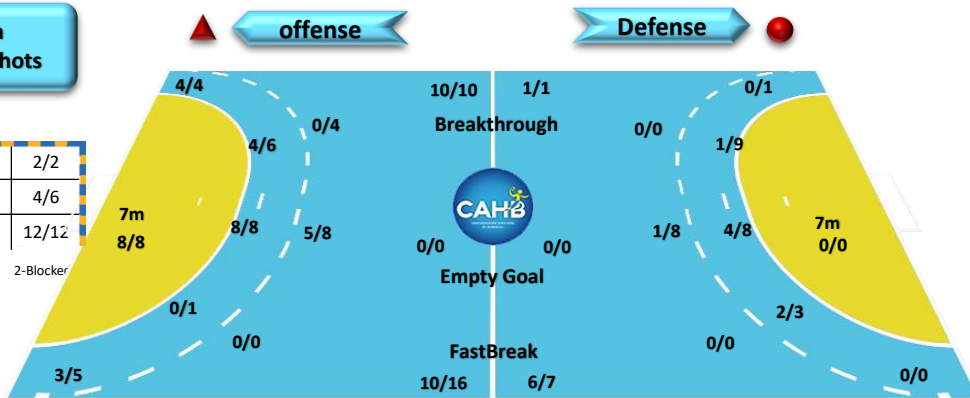 offense
Defense
hots
2/2
4/6
12/12
2-Blocked
4/4
10/10
1/1
0/1
Breakthrough
0/4
0/0
4/6
1/9
CAHB
7m
8/8
8/8
5/8
0/0
0/0
1/8
4/8
7m
0/0
Empty Goal
0/1
2/3
0/0
0/0
FastBreak
3/5
10/16
6/7
0/0